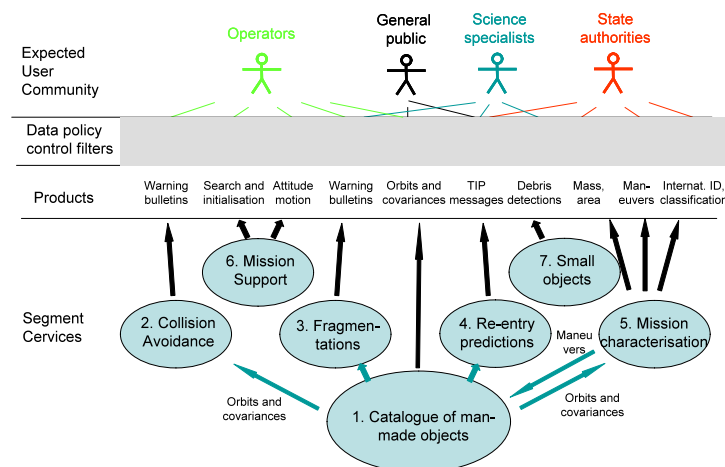 Operators
General
public
Science
specialists
State
authorities
Expected
User
Community
Data policy
control filters
Products
Warning
bulletins
Search and
initialisation
Attitude
motion
Warning
bulletins
Orbits and
covariances
TIP
messages
Debris
detections
Mass,
area
Man-
euvers
Internat. ID,
classification
6. Mission
Support
7. Small
objects
Segment
Cervices
2. Collision
Avoidance
3. Fragmen-
tations
4. Re-entry
predictions
5. Mission
characterisation
Maneu
vers
Orbits and
covariances
1. Catalogue of man-
made objects
Orbits and
covariances